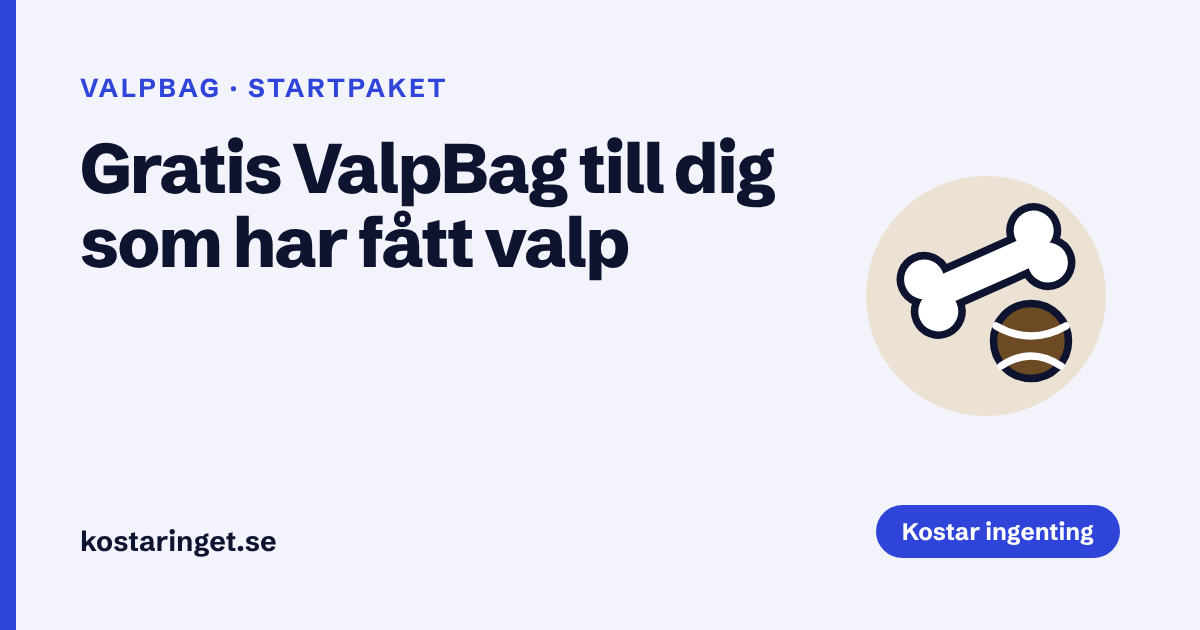 VALPBAG · STARTPAKET
Gratis ValpBag till dig
som har fått valp
kostaringet.se
Kostar ingenting